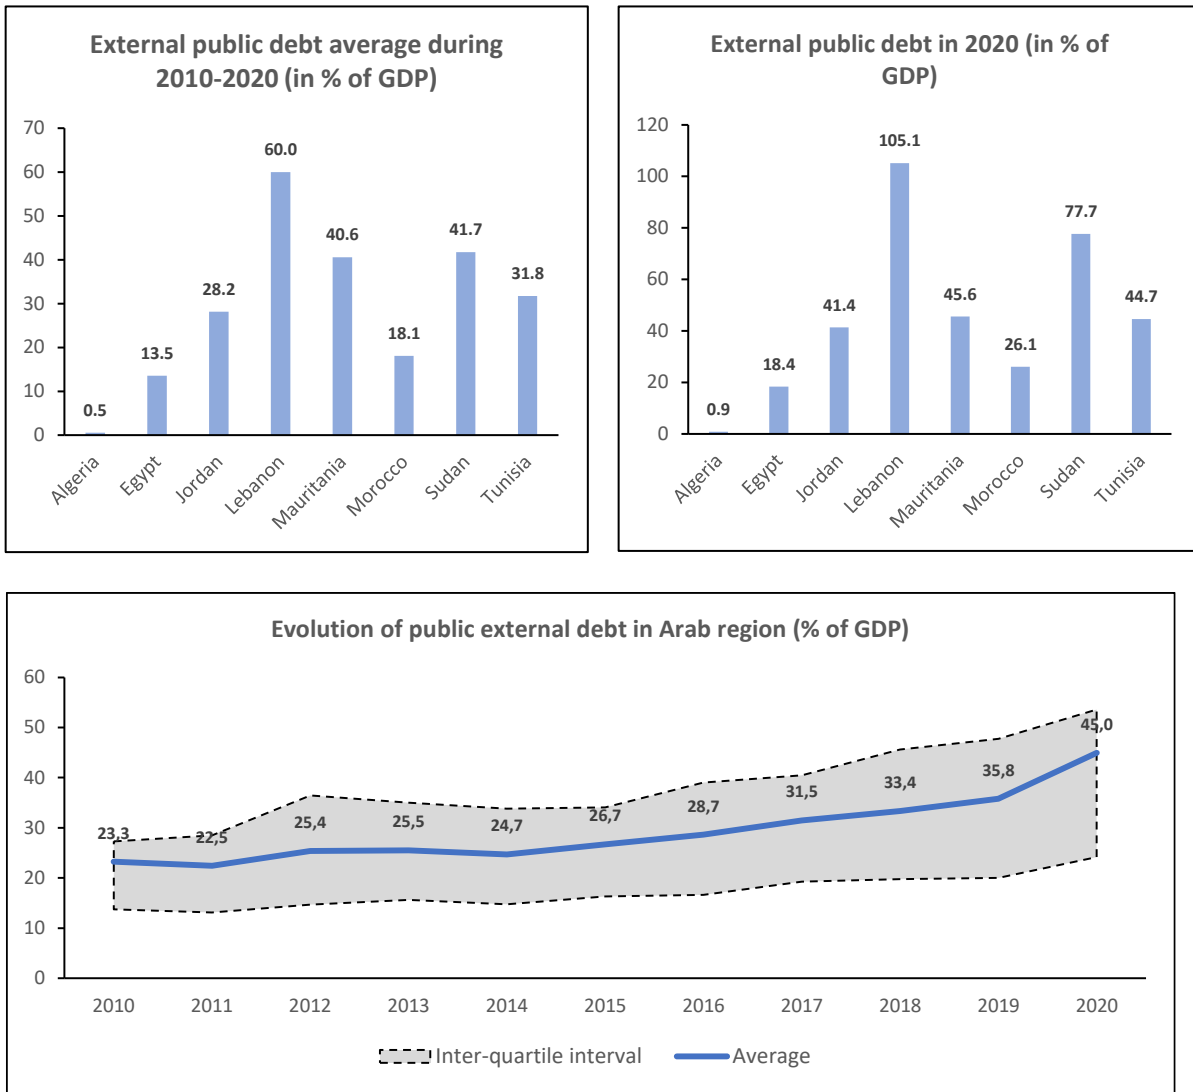 External public debt average during
2010-2020 (in % of GDP)
70
60
50
40
30
20
10
0
0.5
13.5
28.2
60.0
40.6
18.1
41.7
31.8
Algeria
Egypt
Jordan
Lebanon
Mauritania
Morocco
Sudan
Tunisia
External public debt in 2020 (in % of
GDP)
120
100
80
60
40
20
0
0.9
18.4
41.4
105.1
45.6
26.1
77.7
44.7
Algeria
Egypt
Jordan
Lebanon
Mauritania
Morocco
Sudan
Tunisia
Evolution of public external debt in Arab region (% of GDP)
60
50
40
30
20
10
0
23,3
22,5
25,4
25,5
24,7
26,7
28,7
31,5
33,4
35,8
45,0
2010 2011 2012 2013 2014 2015 2016 2017 2018 2019 2020
Inter-quartile interval Average